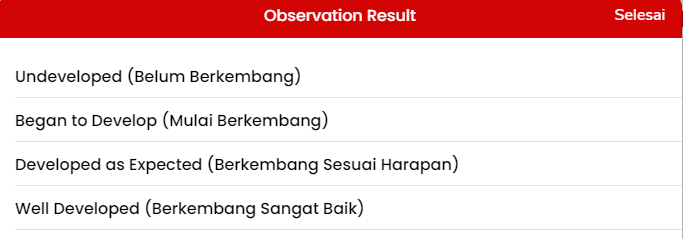 Observation Result
Selesai
Undeveloped (Belum Berkembang)
Began to Develop (Mulai Berkembang)
Developed as Expected (Berkembang Sesuai Harapan)
Well Developed (Berkembang Sangat Baik)